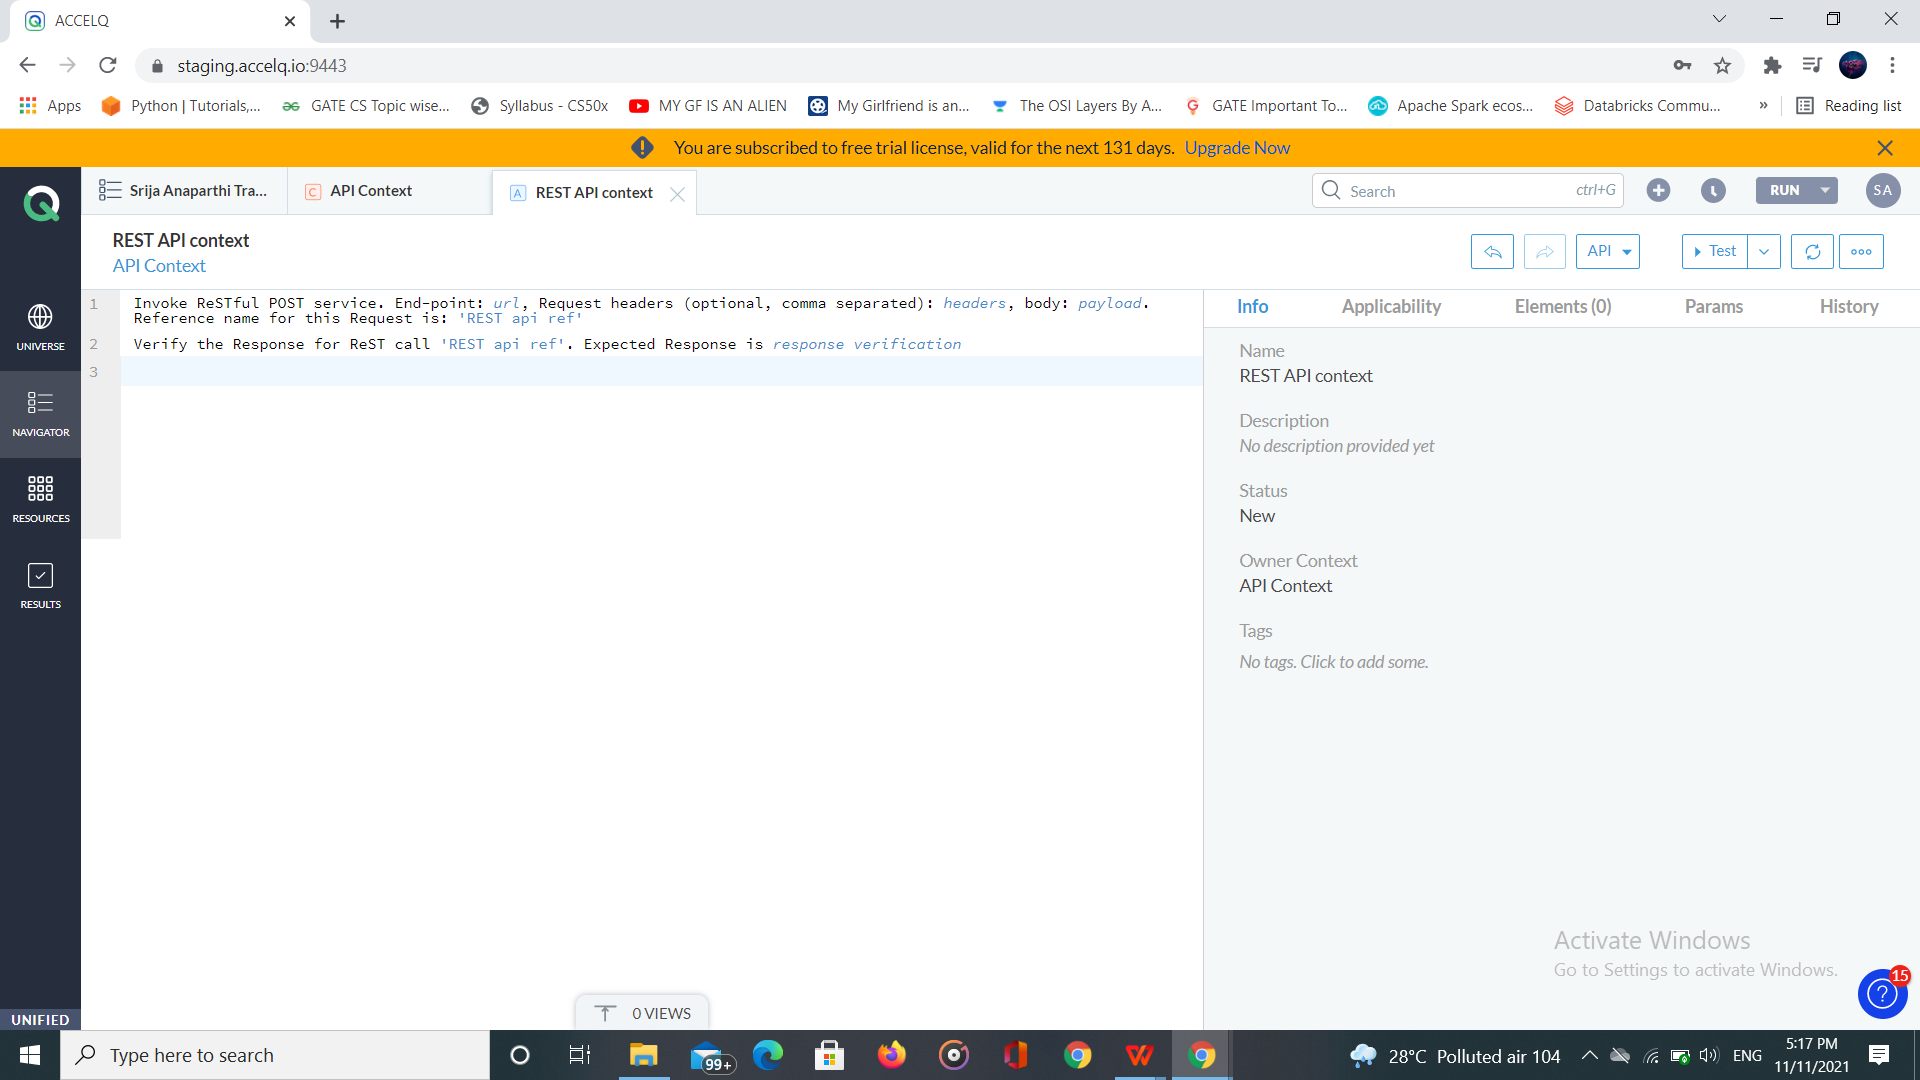 ACCELQ
staging.accelq.io:9443
Apps
Python | Tutorials,...
GATE CS Topic wise...
Syllabus - CS50x
MY GF IS AN ALIEN
My Girlfriend is an...
The OSI Layers By A...
GATE Important To...
Apache Spark ecos...
Databricks Commu...
»
Reading list
You are subscribed to free trial license, valid for the next 131 days. Upgrade Now
Srija Anaparthi Tra...
C API Context
A REST API context
Search ctrl+G
RUN
SA
REST API context
API Context
API
Test
UNIVERSE
NAVIGATOR
RESOURCES
RESULTS
UNIFIED
1 Invoke ReSTful POST service. End-point: url, Request headers (optional, comma separated): headers, body: payload.
Reference name for this Request is: 'REST api ref'
2 Verify the Response for ReST call 'REST api ref'. Expected Response is response verification
3
Info Applicability Elements (0) Params History
Name
REST API context
Description
No description provided yet
Status
New
Owner Context
API Context
Tags
No tags. Click to add some.
Activate Windows
Go to Settings to activate Windows.
15
?
0 VIEWS
Type here to search
99+
28°C Polluted air 104
ENG
5:17 PM
11/11/2021